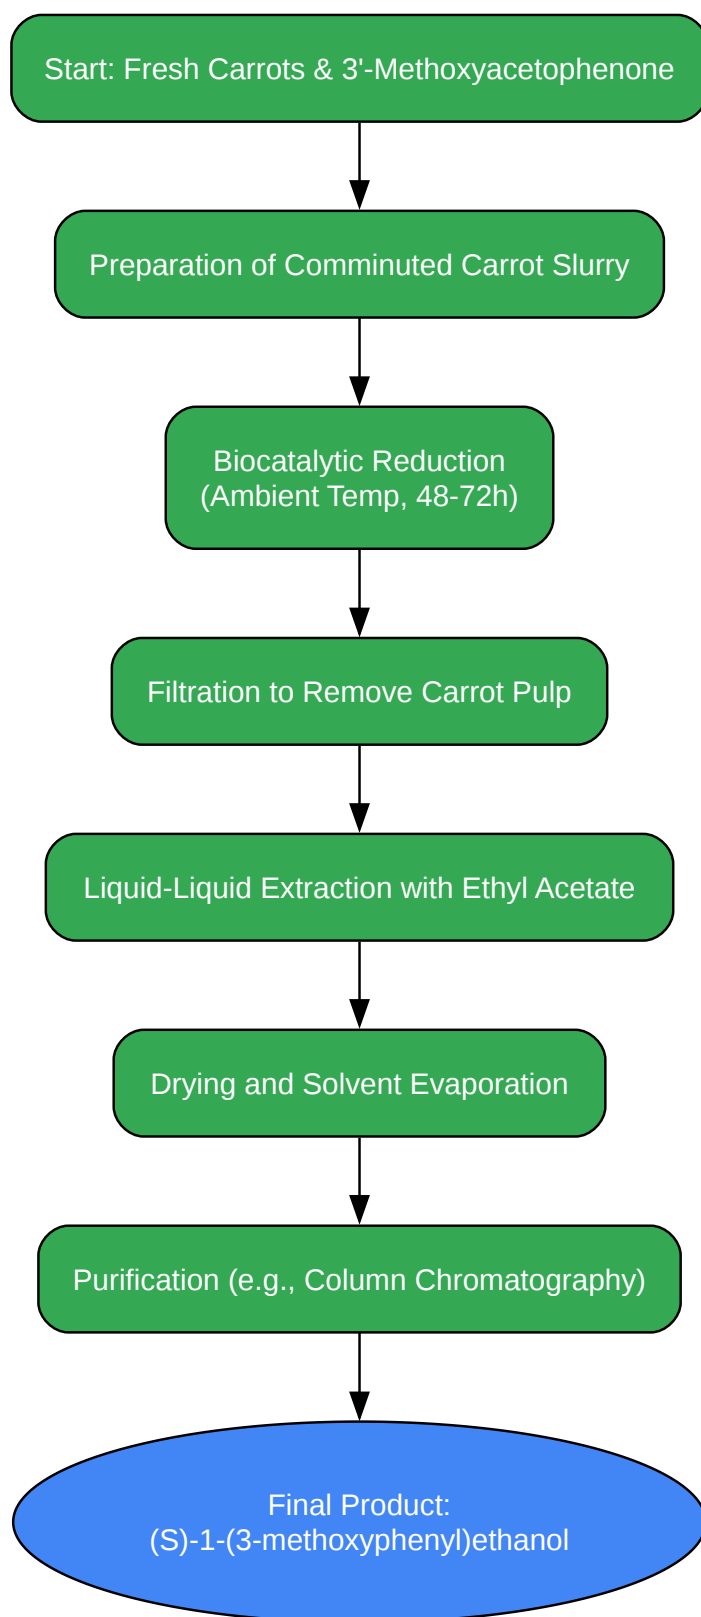 Start: Fresh Carrots & 3'-Methoxyacetophenone
Preparation of Comminuted Carrot Slurry
Biocatalytic Reduction
(Ambient Temp, 48-72h)
Filtration to Remove Carrot Pulp
Liquid-Liquid Extraction with Ethyl Acetate
Drying and Solvent Evaporation
Purification (e.g., Column Chromatography)
Final Product:
(S)-1-(3-methoxyphenyl)ethanol